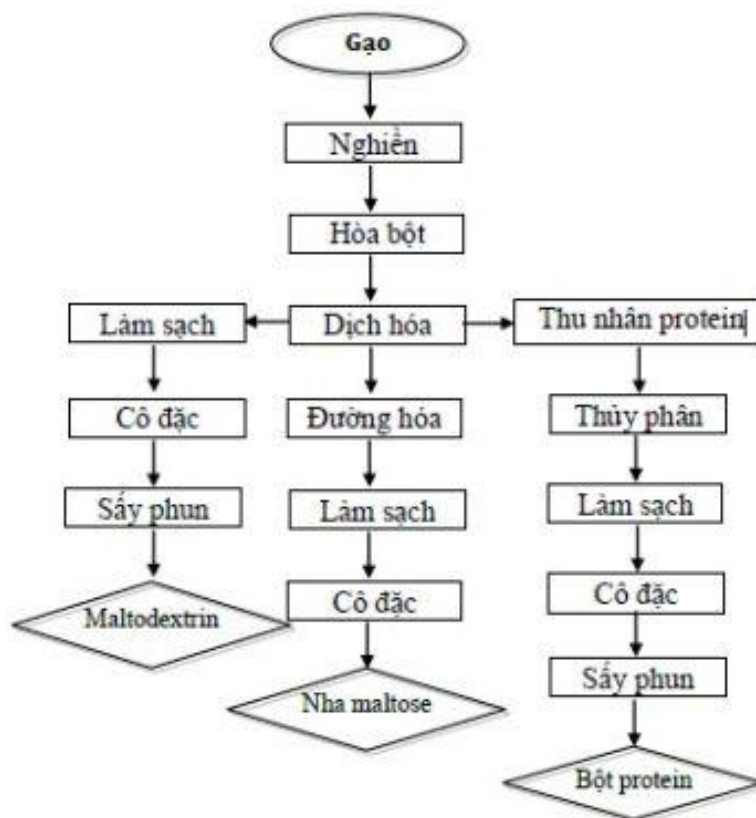 Gạo
Nghiền
Hòa bột
Làm sạch
Dịch hóa
Thu nhân protein
Cô đặc
Đường hóa
Thủy phân
Sấy phun
Làm sạch
Làm sạch
Maltodextrin
Cô đặc
Cô đặc
Nha maltose
Sấy phun
Bột protein